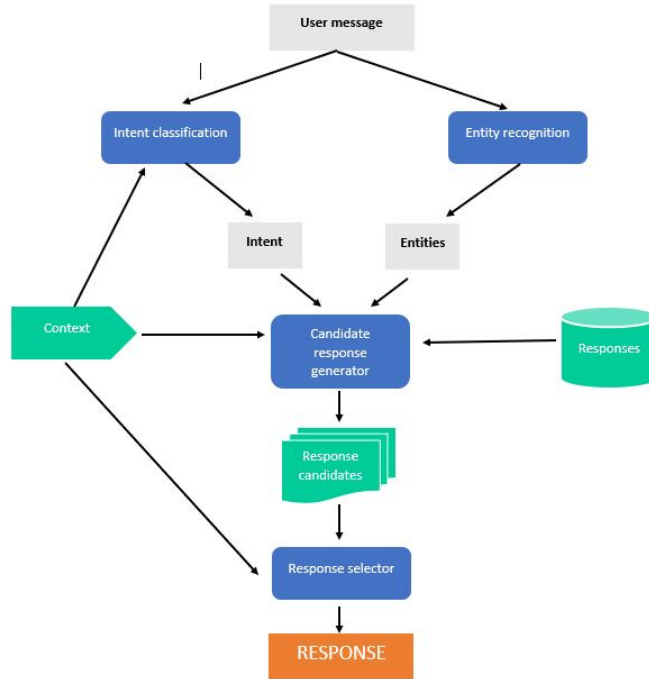 User message
Intent classification
Entity recognition
Intent
Entities
Context
Candidate
response
generator
Responses
Response
candidates
Response selector
RESPONSE